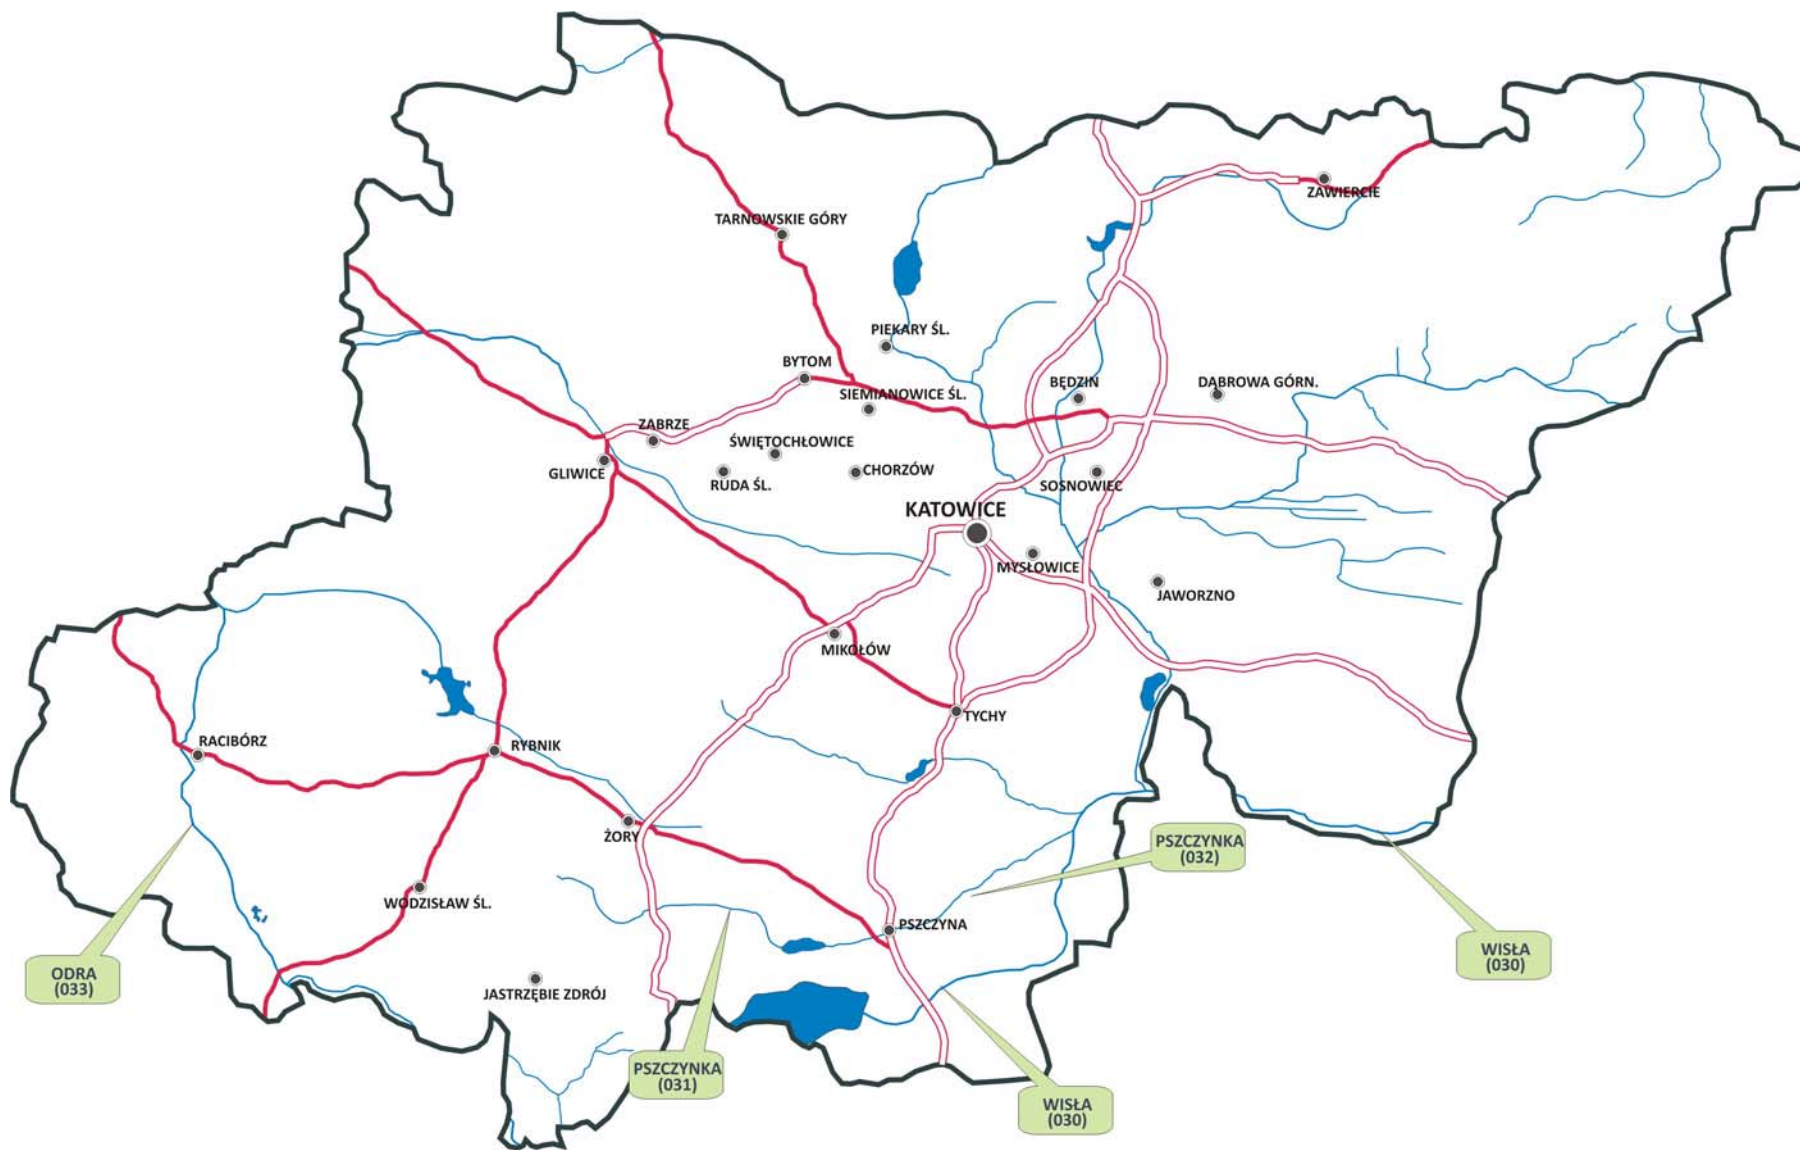 ZAWIERCIE
TARNOWSKIE GÓRY
PIEKARY ŚL.
BYTOM
BĘDZIN
DĄBROWA GÓRN.
SIEMIANOWICE ŚL.
ZABRZE
ŚWIĘTOCHŁOWICE
GLIWICE
RUDA ŚL.
CHORZÓW
SOSNOWIEC
KATOWICE
MYSŁOWICE
JAWORZNO
MIKOŁÓW
TYCHY
RACIBÓRZ
RYBNIK
ŻORY
PSZCZYNKA
(032)
WODZISŁAW ŚL.
PSZCZYNA
WISŁA
(030)
ODRA
(033)
JASTRZĘBIE ZDRÓJ
PSZCZYNKA
(031)
WISŁA
(030)